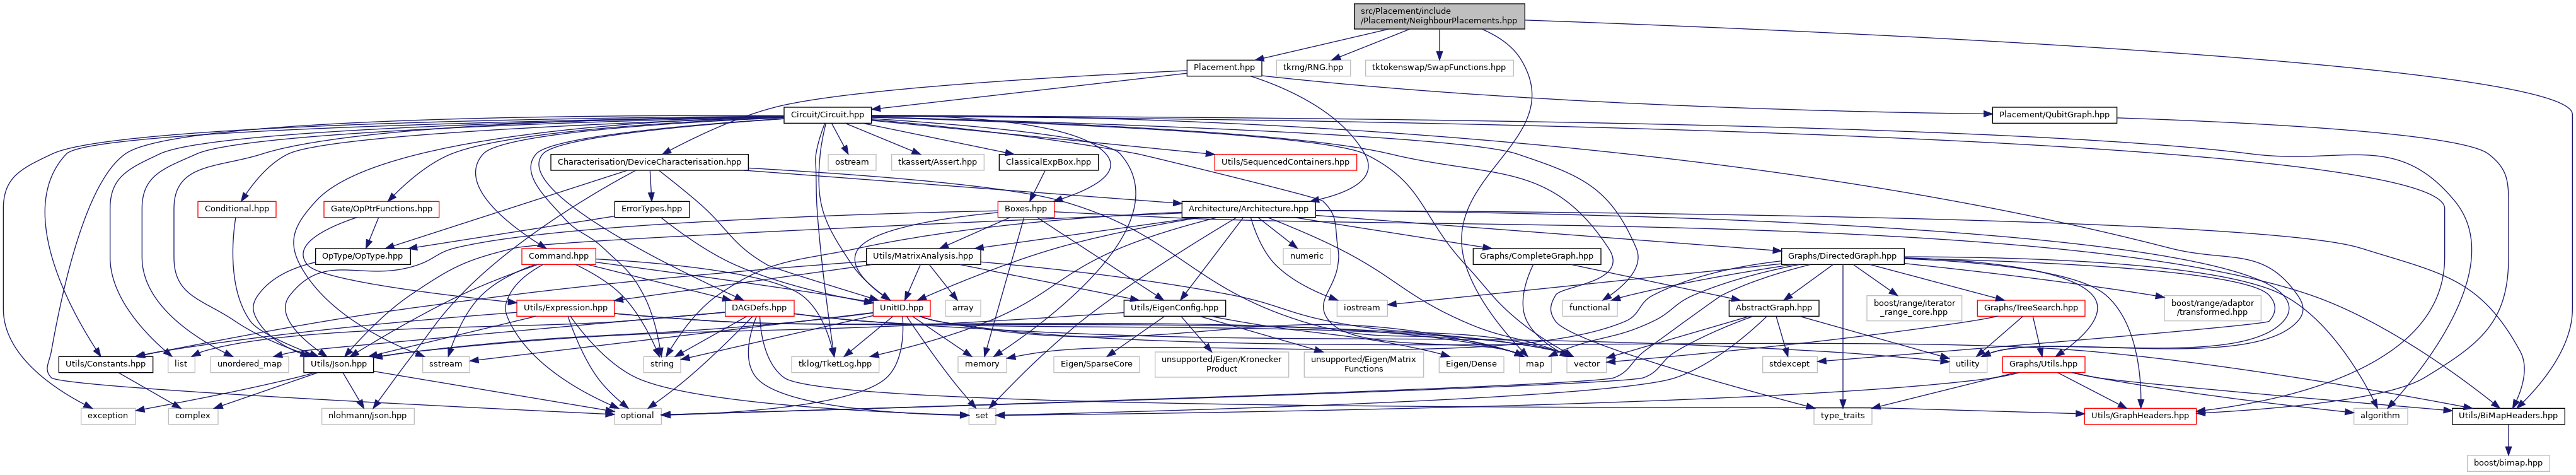 src/Placement/include
/Placement/NeighbourPlacements.hpp
Placement.hpp
tkrng/RNG.hpp
tktokenswap/SwapFunctions.hpp
Circuit/Circuit.hpp
Placement/QubitGraph.hpp
Characterisation/DeviceCharacterisation.hpp
ostream
tkassert/Assert.hpp
ClassicalExpBox.hpp
Utils/SequencedContainers.hpp
Conditional.hpp
Gate/OpPtrFunctions.hpp
ErrorTypes.hpp
Boxes.hpp
Architecture/Architecture.hpp
OpType/OpType.hpp
Command.hpp
Utils/MatrixAnalysis.hpp
numeric
Graphs/CompleteGraph.hpp
Graphs/DirectedGraph.hpp
Utils/Expression.hpp
DAGDefs.hpp
UnitID.hpp
array
Utils/EigenConfig.hpp
iostream
functional
AbstractGraph.hpp
boost/range/iterator
_range_core.hpp
Graphs/TreeSearch.hpp
boost/range/adaptor
/transformed.hpp
Utils/Constants.hpp
list
unordered_map
Utils/Json.hpp
sstream
string
tklog/TketLog.hpp
memory
Eigen/SparseCore
unsupported/Eigen/Kronecker
Product
unsupported/Eigen/Matrix
Functions
Eigen/Dense
map
vector
stdexcept
utility
Graphs/Utils.hpp
exception
complex
nlohmann/json.hpp
optional
set
type_traits
Utils/GraphHeaders.hpp
algorithm
Utils/BiMapHeaders.hpp
boost/bimap.hpp